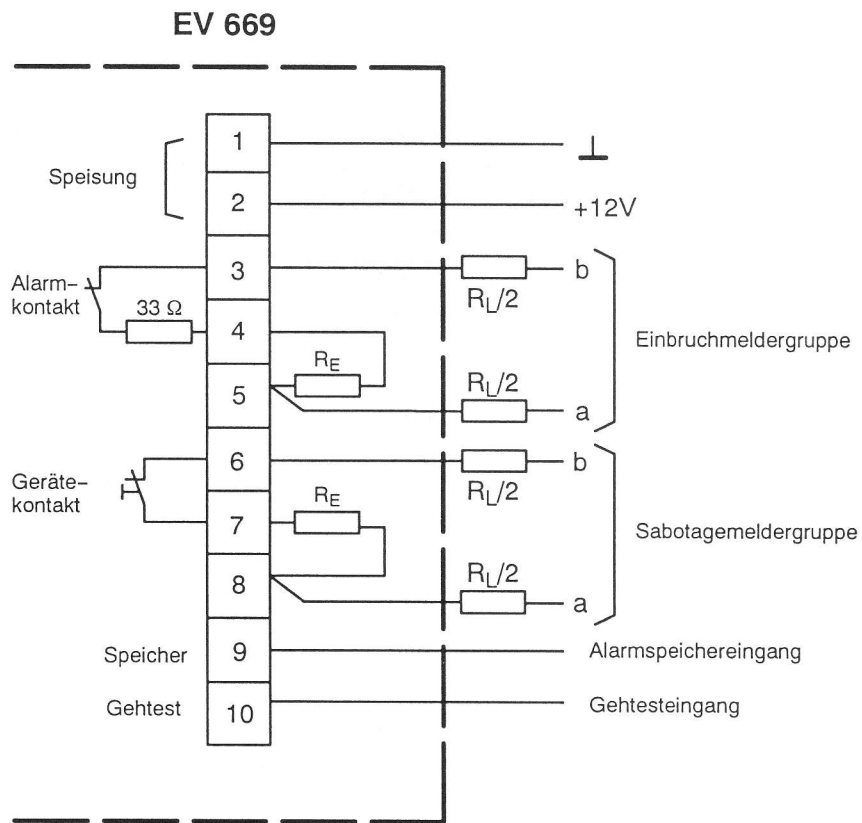 EV 669
1
⊥
Speisung
2
+12V
3
b
Alarm–
kontakt
R_L/2
33 Ω
4
Einbruchmeldergruppe
R_E
R_L/2
5
a
6
b
Geräte–
kontakt
R_E
R_L/2
7
Sabotagemeldergruppe
R_L/2
8
a
Speicher
9
Alarmspeichereingang
Gehtest
10
Gehtesteingang